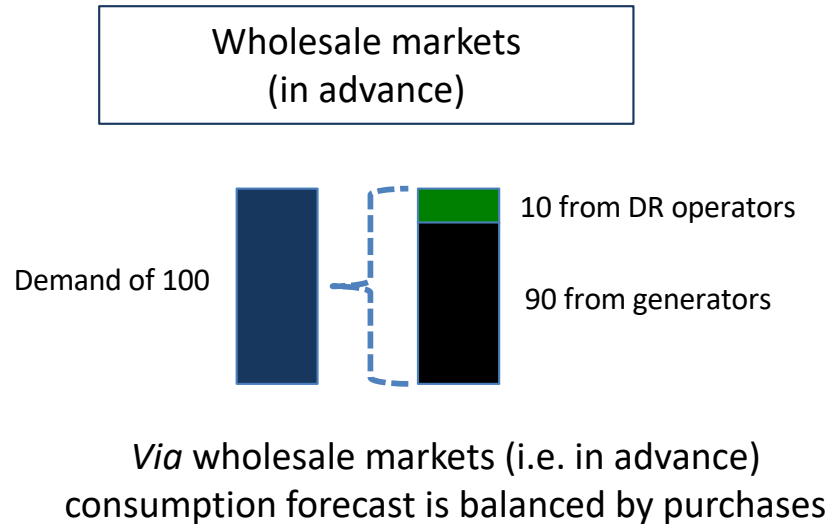 Wholesale markets
(in advance)
10 from DR operators
Demand of 100
90 from generators
Via wholesale markets (i.e. in advance)
consumption forecast is balanced by purchases